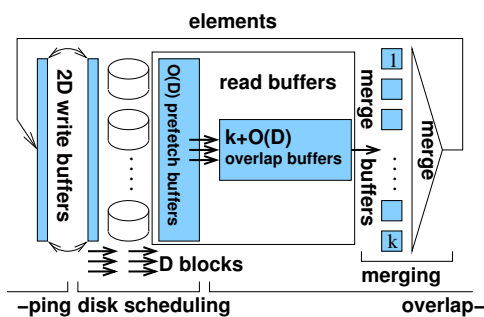 elements
2D write buffers
O(D) prefetch buffers
read buffers
k+O(D)
overlap buffers
merge
buffers
1
k
merge
D blocks
merging
-ping disk scheduling
overlap-